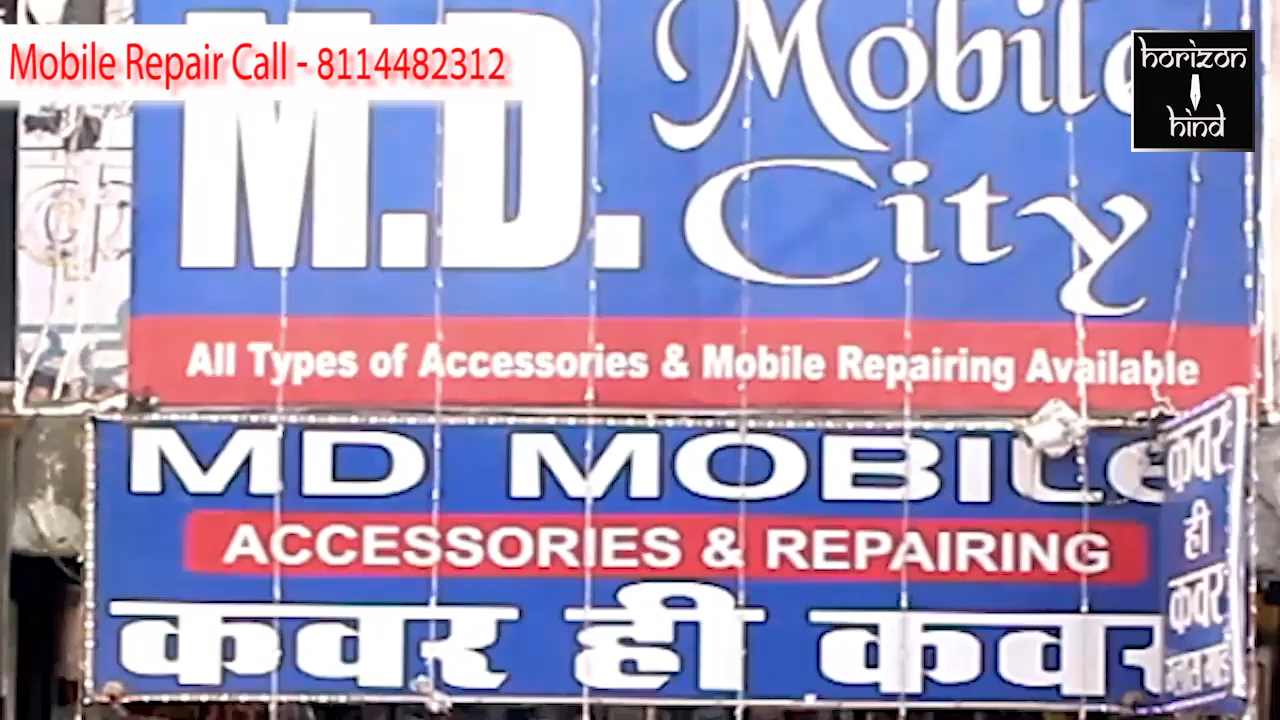 Mobile Repair Call - 8114482312
horizon
hind
M.D. Mobile
City
All Types of Accessories & Mobile Repairing Available
MD MOBILE
ACCESSORIES & REPAIRING
कवर ही कवर
कवर
ही
कवर